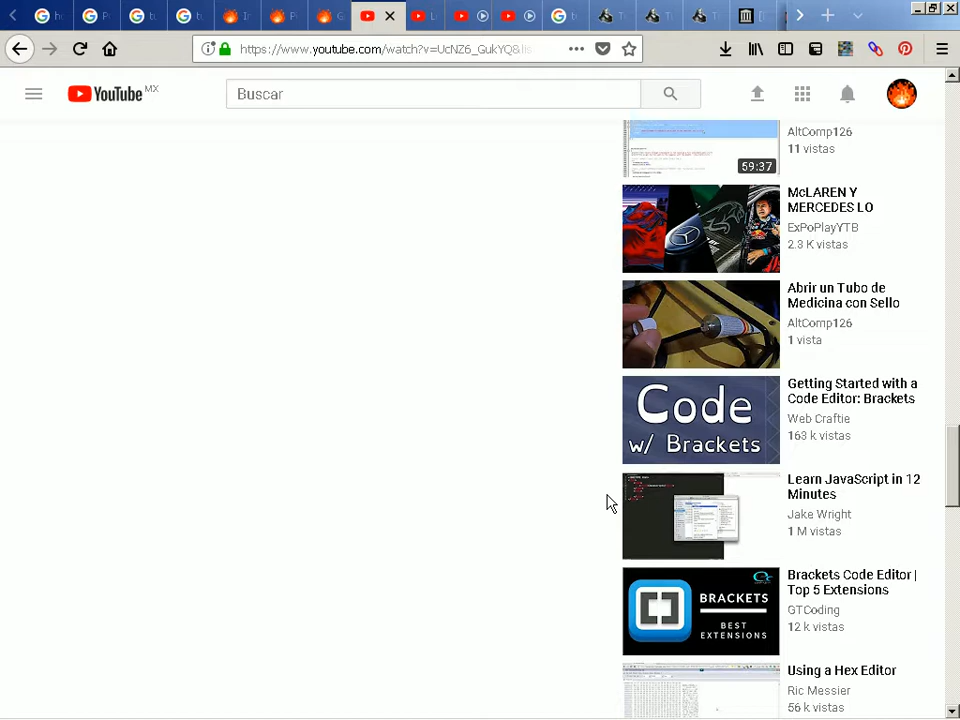 https://www.youtube.com/watch?v=UcNZ6_GukYQ&lis
YouTube MX
Buscar
AltComp126
11 vistas
59:37
McLAREN Y
MERCEDES LO
ExPoPlayYTB
2.3 K vistas
Abrir un Tubo de
Medicina con Sello
AltComp126
1 vista
Code
w/ Brackets
Getting Started with a
Code Editor: Brackets
Web Craftie
163 k vistas
Learn JavaScript in 12
Minutes
Jake Wright
1 M vistas
BRACKETS
BEST
EXTENSIONS
Brackets Code Editor |
Top 5 Extensions
GTCoding
12 k vistas
Using a Hex Editor
Ric Messier
56 k vistas